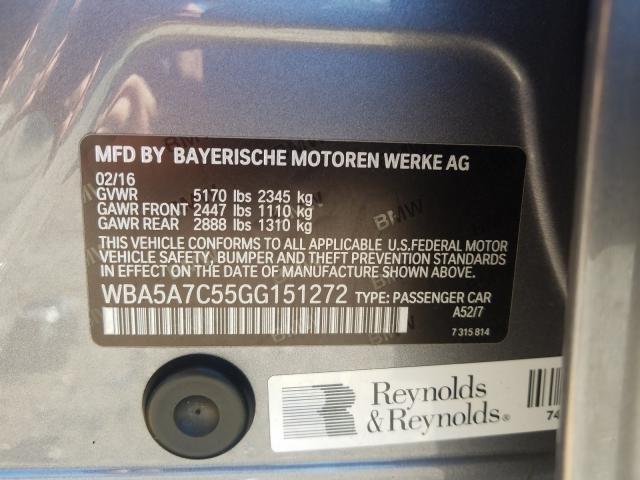 MFD BY BAYERISCHE MOTOREN WERKE AG
02/16
GVWR 5170 lbs 2345 kg
GAWR FRONT 2447 lbs 1110 kg
GAWR REAR 2888 lbs 1310 kg
THIS VEHICLE CONFORMS TO ALL APPLICABLE U.S.FEDERAL MOTOR
VEHICLE SAFETY, BUMPER AND THEFT PREVENTION STANDARDS
IN EFFECT ON THE DATE OF MANUFACTURE SHOWN ABOVE.
WBA5A7C55GG151272 TYPE: PASSENGER CAR
A52/7
7 315 814
Reynolds
& Reynolds®
74